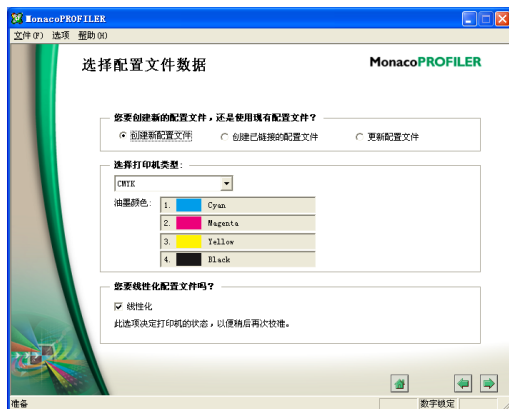 MonacoPROFILER
文件(F) 选项 帮助(H)
选择配置文件数据
MonacoPROFILER
您要创建新的配置文件，还是使用现有配置文件？
创建新配置文件 创建已链接的配置文件 更新配置文件
选择打印机类型：
CMYK
油墨颜色：
1. Cyan
2. Magenta
3. Yellow
4. Black
您要线性化配置文件吗？
线性化
此选项决定打印机的状态，以便稍后再次校准。
准备 数字锁定